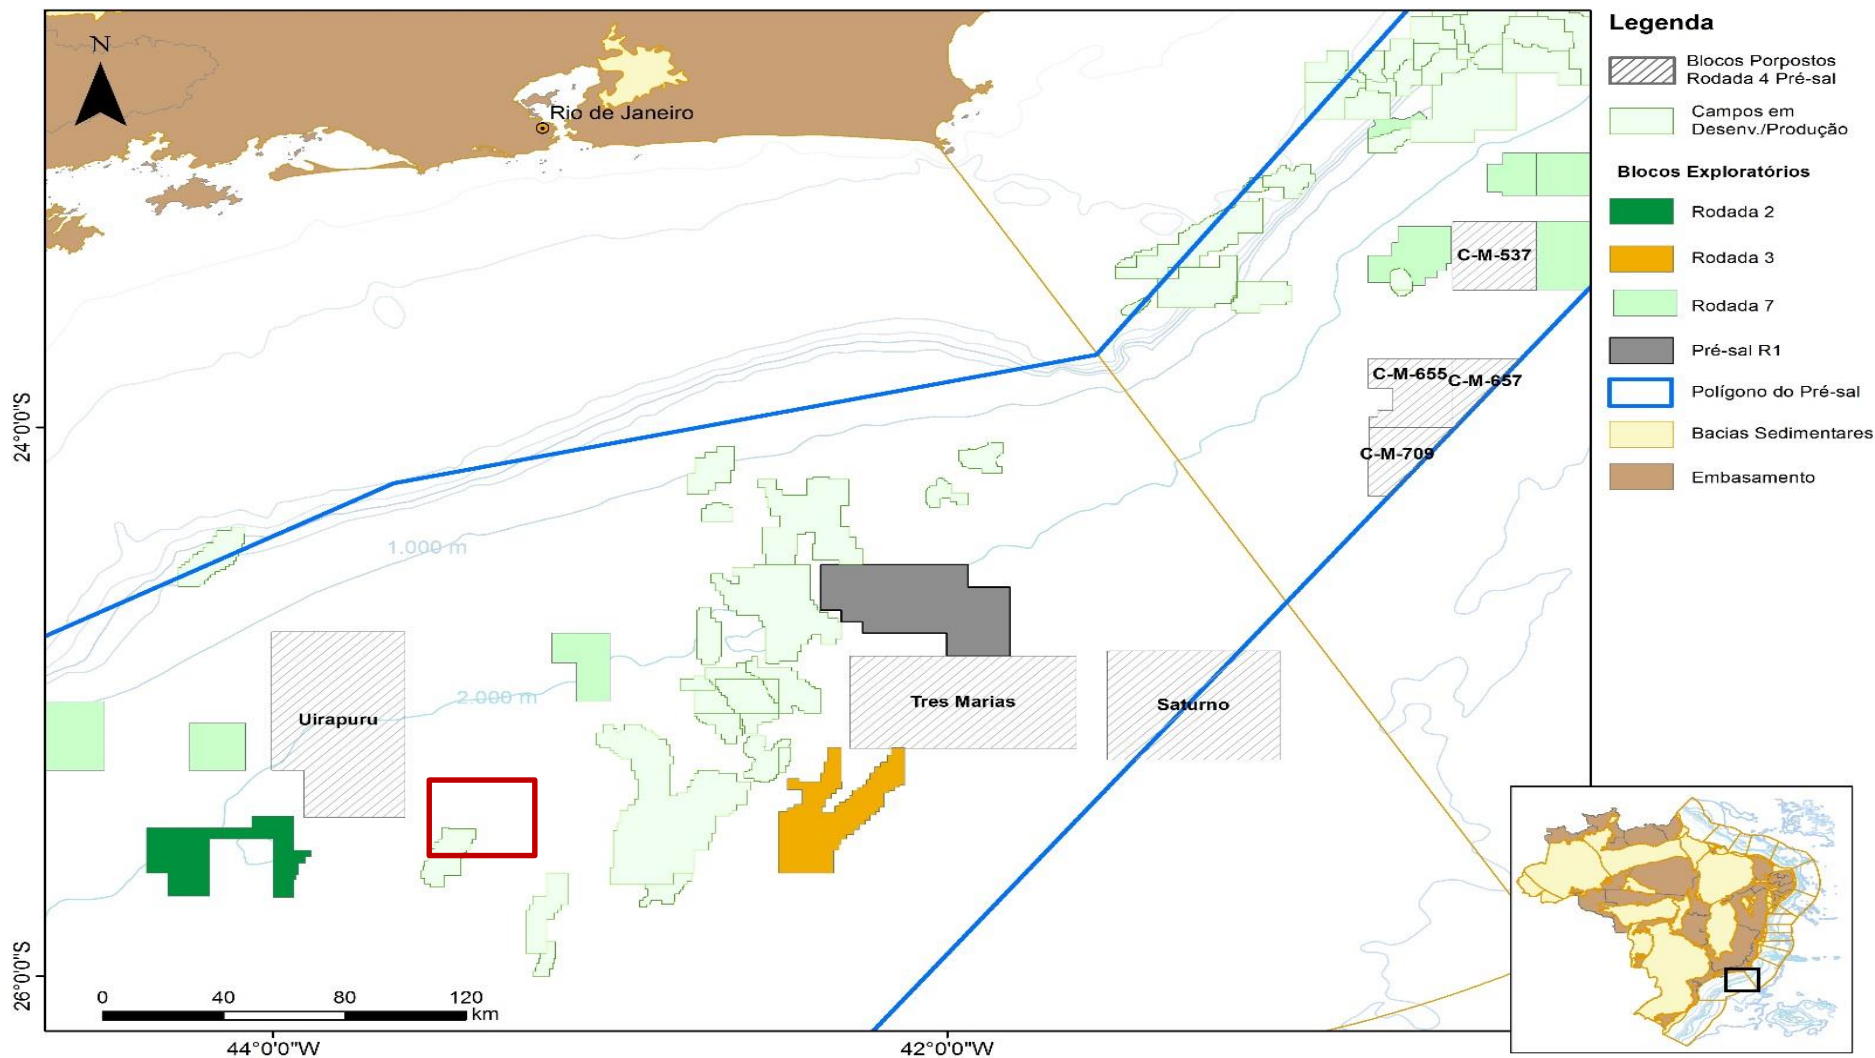 N
Rio de Janeiro
C-M-537
C-M-655
C-M-657
C-M-709
1.000 m
2.000 m
Uirapuru
Tres Marias
Saturno
24°0'0"S
26°0'0"S
0 40 80 120
km
44°0'0"W
42°0'0"W
Legenda
Blocos Porpostos
Rodada 4 Pré-sal
Campos em
Desenv./Produção
Blocos Exploratórios
Rodada 2
Rodada 3
Rodada 7
Pré-sal R1
Polígono do Pré-sal
Bacias Sedimentares
Embasamento